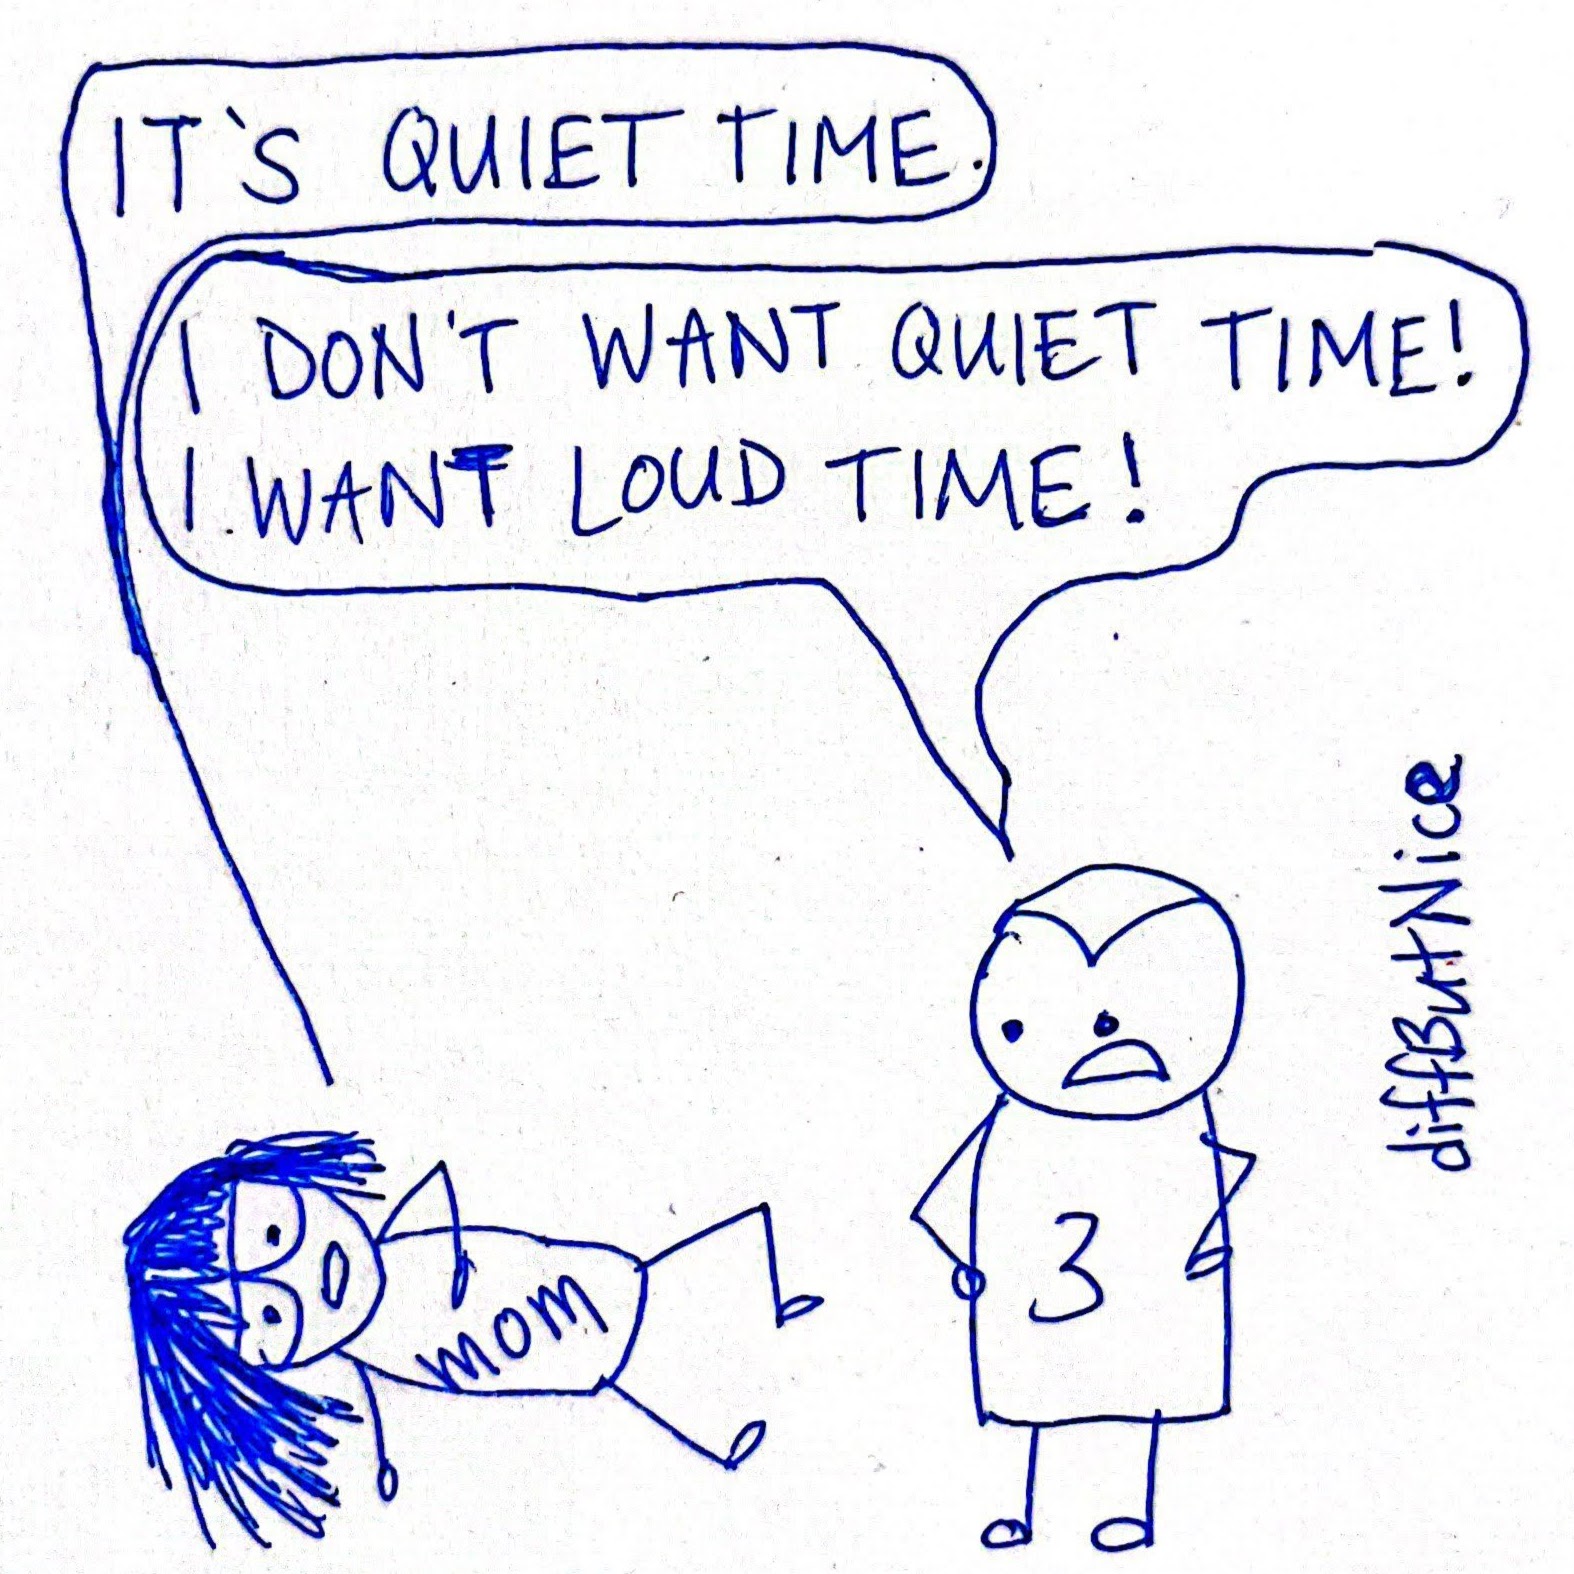 IT'S QUIET TIME.
I DON'T WANT QUIET TIME!
I WANT LOUD TIME!
mom
3
diffButNice